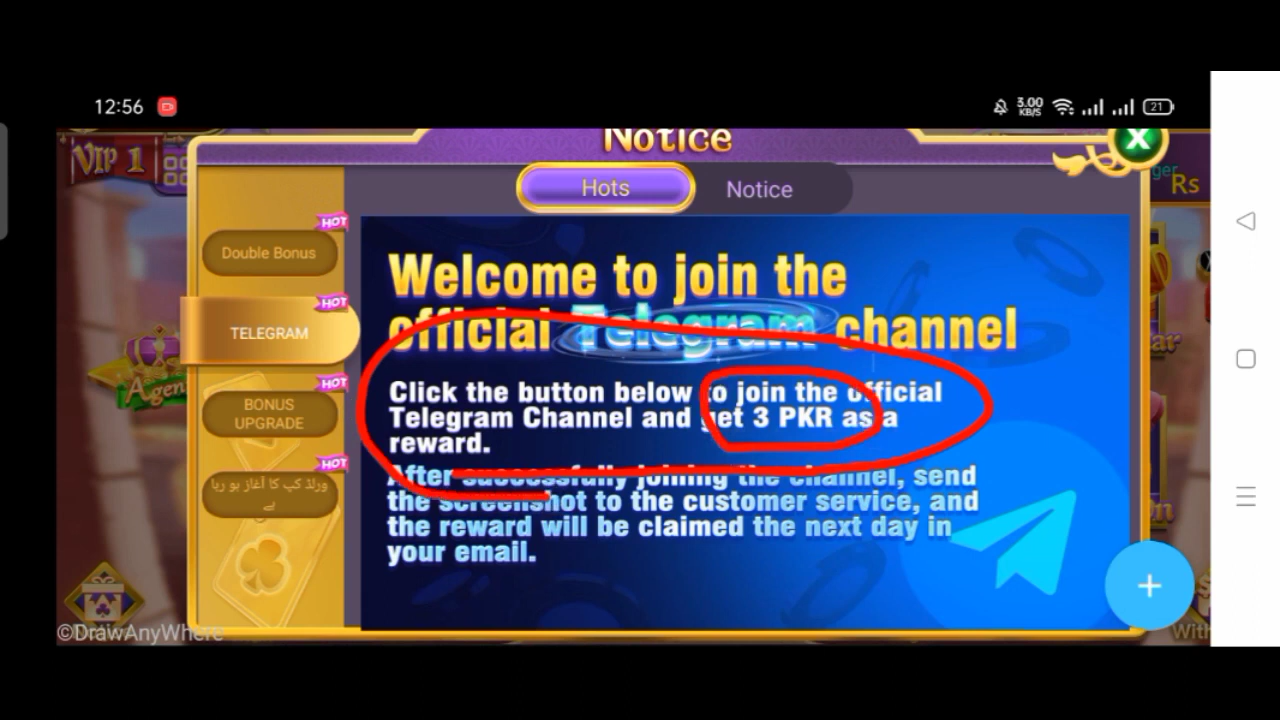 12:56
3.00
KB/S
21
Notice
VIP 1
Rs
Hots
Notice
HOT
Double Bonus
HOT
TELEGRAM
HOT
BONUS
UPGRADE
HOT
ورلڈ کپ کا آغاز ہو رہا
ہے
Welcome to join the
official Telegram channel
Click the button below to join the official
Telegram Channel and get 3 PKR as a
reward.
After successfully joining the channel, send
the screenshot to the customer service, and
the reward will be claimed the next day in
your email.
©DrawAnyWhere